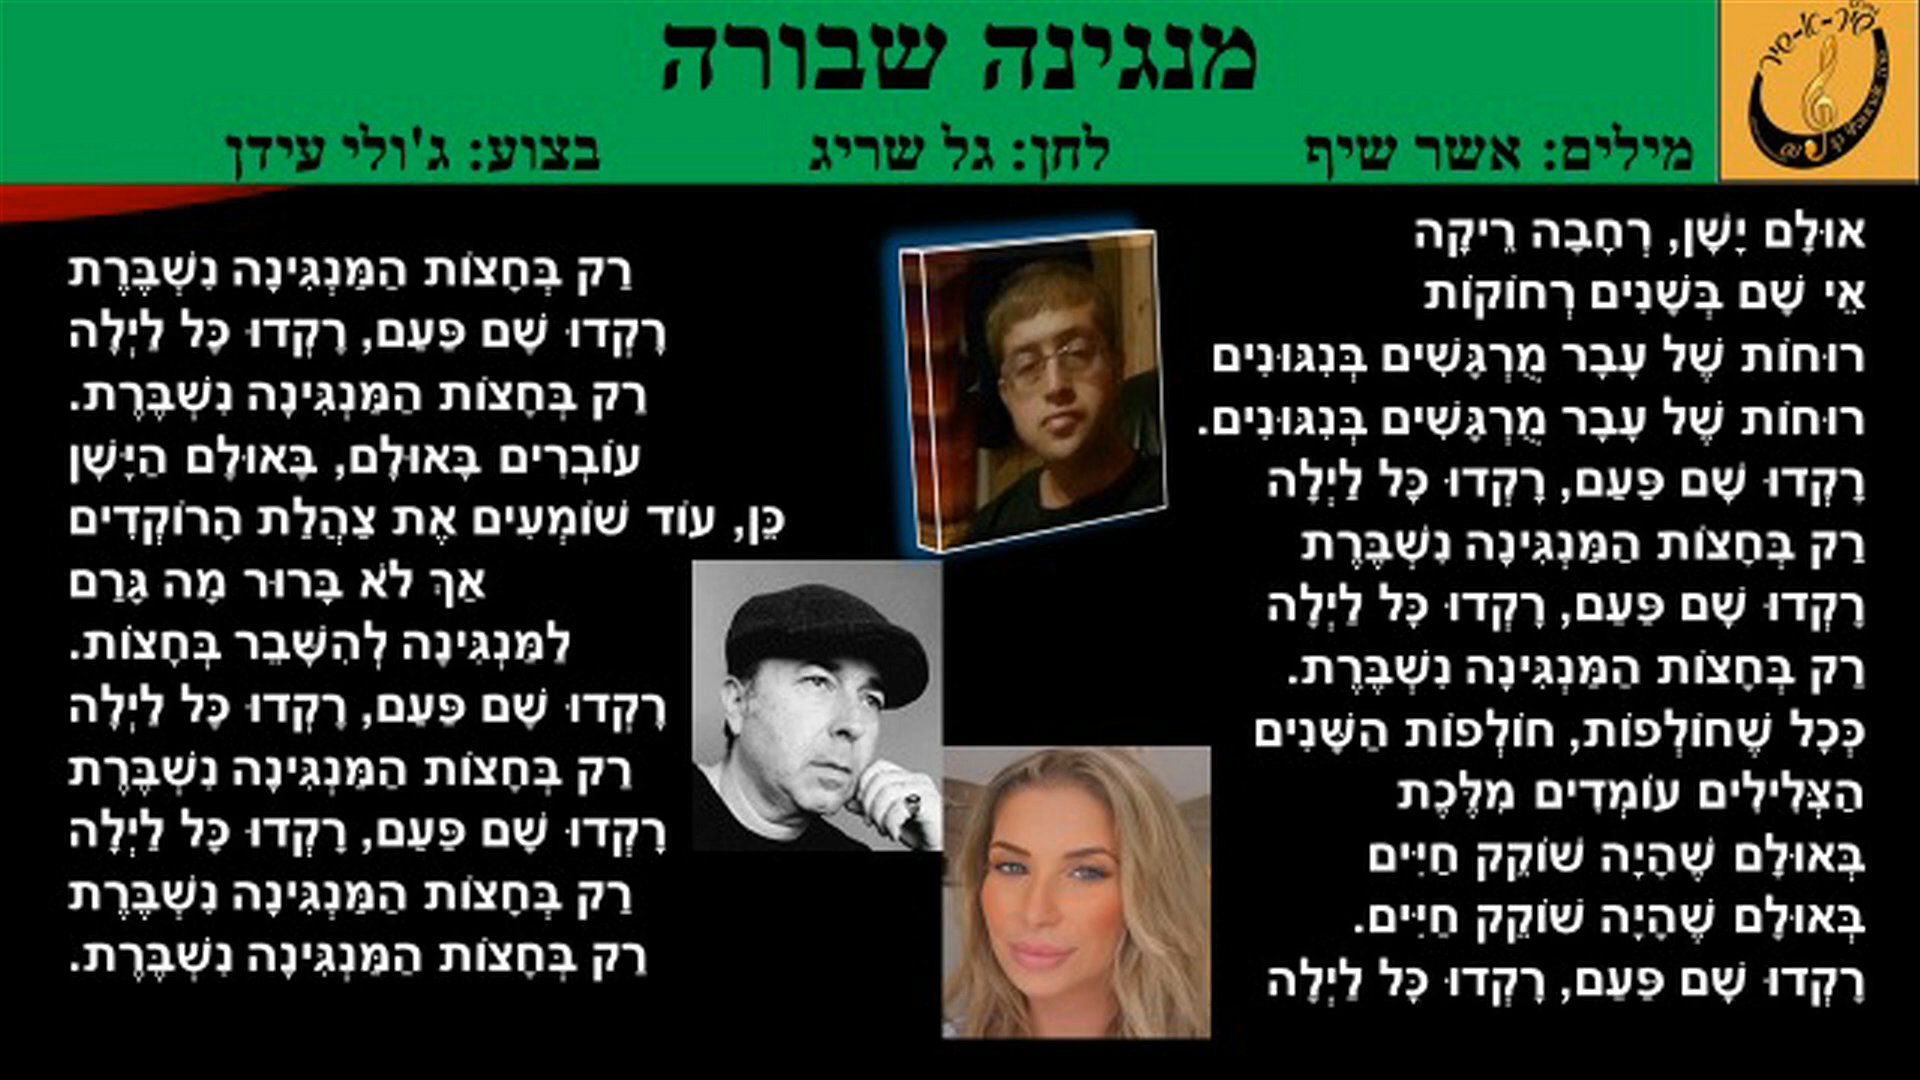 מנגינה שבורה
מילים: אשר שיף
לחן: גל שריג
בצוע: ג'ולי עידן
שיר-א-שיר
אוּלָם יָשָׁן, רְחָבָה רֵיקָה
אֵי שָׁם בְּשָׁנִים רְחוֹקוֹת
רוּחוֹת שֶׁל עָבָר מֻרְגָּשִׁים בְּנִגּוּנִים
רוּחוֹת שֶׁל עָבָר מֻרְגָּשִׁים בְּנִגּוּנִים.
רָקְדוּ שָׁם פַּעַם, רָקְדוּ כָּל לַיְלָה
רַק בְּחָצוֹת הַמַּנְגִּינָה נִשְׁבֶּרֶת
רָקְדוּ שָׁם פַּעַם, רָקְדוּ כָּל לַיְלָה
רַק בְּחָצוֹת הַמַּנְגִּינָה נִשְׁבֶּרֶת.
כְּכָל שֶׁחוֹלְפוֹת, חוֹלְפוֹת הַשָּׁנִים
הַצְּלִילִים עוֹמְדִים מִלֶּכֶת
בְּאוּלָם שֶׁהָיָה שׁוֹקֵק חַיִּים
בְּאוּלָם שֶׁהָיָה שׁוֹקֵק חַיִּים.
רָקְדוּ שָׁם פַּעַם, רָקְדוּ כָּל לַיְלָה
רַק בְּחָצוֹת הַמַּנְגִּינָה נִשְׁבֶּרֶת
רָקְדוּ שָׁם פַּעַם, רָקְדוּ כָּל לַיְלָה
רַק בְּחָצוֹת הַמַּנְגִּינָה נִשְׁבֶּרֶת.
עוֹבְרִים בָּאוּלָם, בָּאוּלָם הַיָּשָׁן
כֵּן, עוֹד שׁוֹמְעִים אֶת צַהֲלַת הָרוֹקְדִים
אַךְ לֹא בָּרוּר מָה גָּרַם
לַמַּנְגִּינָה לְהִשָּׁבֵר בְּחָצוֹת.
רָקְדוּ שָׁם פַּעַם, רָקְדוּ כָּל לַיְלָה
רַק בְּחָצוֹת הַמַּנְגִּינָה נִשְׁבֶּרֶת
רָקְדוּ שָׁם פַּעַם, רָקְדוּ כָּל לַיְלָה
רַק בְּחָצוֹת הַמַּנְגִּינָה נִשְׁבֶּרֶת
רַק בְּחָצוֹת הַמַּנְגִּינָה נִשְׁבֶּרֶת.